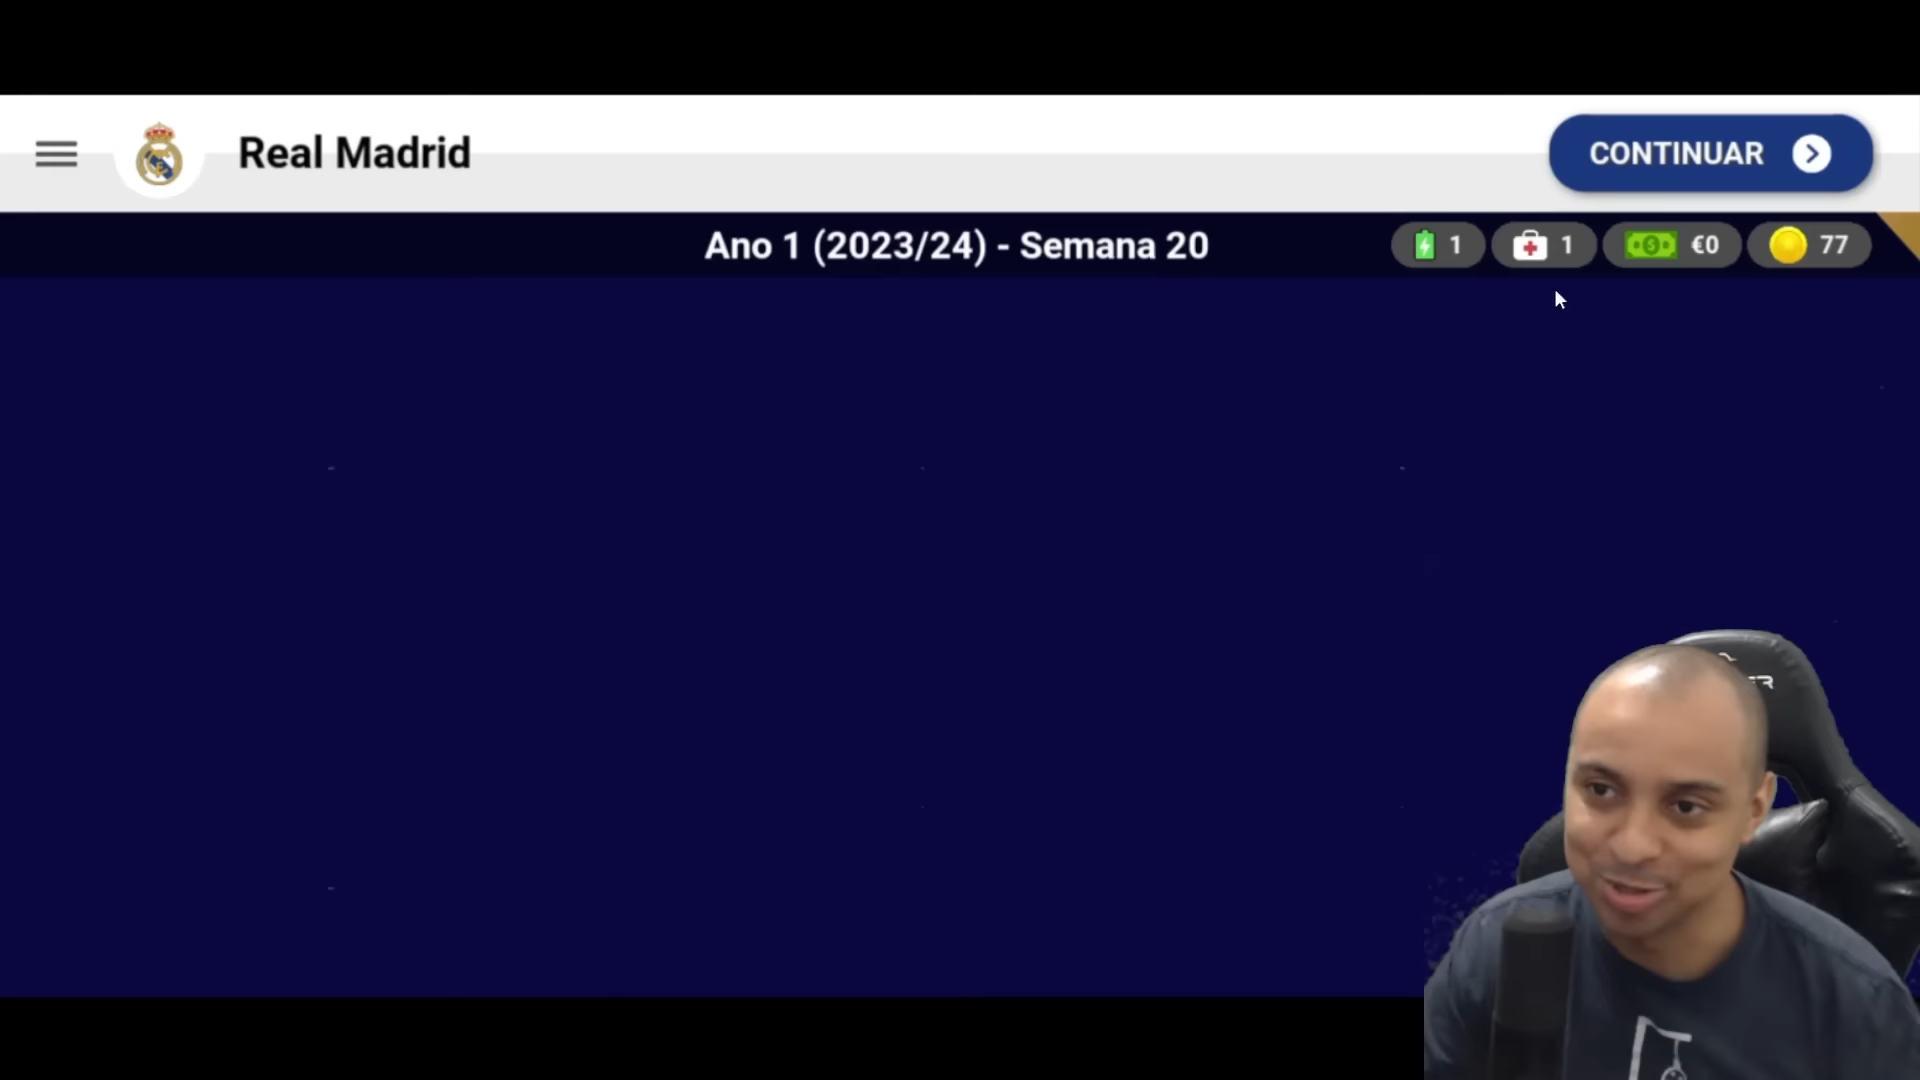 Real Madrid
CONTINUAR
Ano 1 (2023/24) - Semana 20
1
1
€0
77